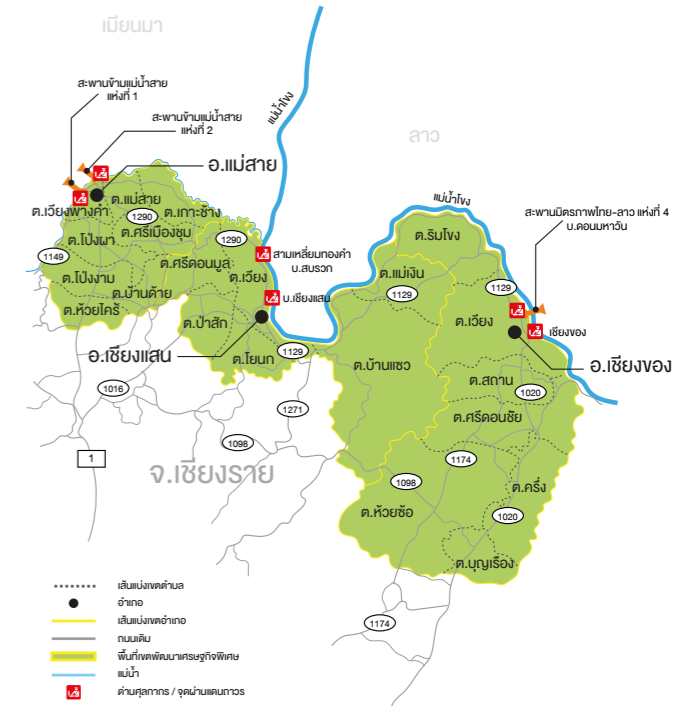 เมียนมา
สะพานข้ามแม่น้ำสาย
แห่งที่ 1
สะพานข้ามแม่น้ำสาย
แห่งที่ 2
แม่น้ำโขง
ลาว
อ.แม่สาย
ต.แม่สาย
ต.เวียงพางคำ
ต.เกาะช้าง
1290
ต.ศรีเมืองชุม
ต.โป่งผา
1290
1149
ต.ศรีดอนมูล
สามเหลี่ยมทองคำ
บ.สบรวก
ต.โป่งงาม
ต.เวียง
ต.บ้านด้าย
บ.เชียงแสน
ต.ห้วยไคร้
ต.ป่าสัก
อ.เชียงแสน
ต.โยนก
1129
1016
1271
1098
1
จ.เชียงราย
แม่น้ำโขง
สะพานมิตรภาพไทย-ลาว แห่งที่ 4
บ.ดอนมหาวัน
ต.ริมโขง
ต.แม่เงิน
1129
1129
ต.เวียง
เชียงของ
ต.บ้านแซว
อ.เชียงของ
ต.สถาน
1020
ต.ศรีดอนชัย
1174
1098
ต.ครึ่ง
ต.ห้วยซ้อ
1020
ต.บุญเรือง
1174
เส้นแบ่งเขตตำบล
อำเภอ
เส้นแบ่งเขตอำเภอ
ถนนเดิม
พื้นที่เขตพัฒนาเศรษฐกิจพิเศษ
แม่น้ำ
ด่านศุลกากร / จุดผ่านแดนถาวร